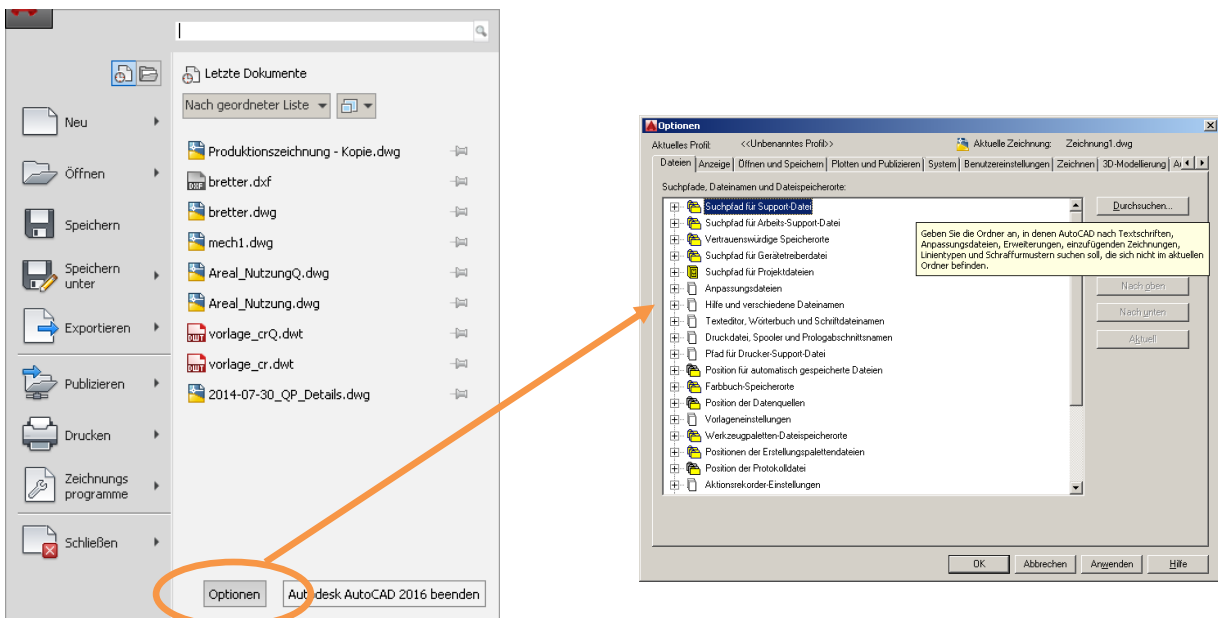 Letzte Dokumente
Nach geordneter Liste
Neu
Öffnen
Speichern
Speichern
unter
Exportieren
Publizieren
Drucken
Zeichnungs
programme
Schließen
Produktionszeichnung - Kopie.dwg
bretter.dxf
bretter.dwg
mech1.dwg
Areal_NutzungQ.dwg
Areal_Nutzung.dwg
vorlage_crQ.dwt
vorlage_cr.dwt
2014-07-30_QP_Details.dwg
Optionen
Autodesk AutoCAD 2016 beenden
Optionen
Aktuelles Profil: <<Unbenanntes Profil>> Aktuelle Zeichnung: Zeichnung1.dwg
Dateien Anzeige Öffnen und Speichern Plotten und Publizieren System Benutzereinstellungen Zeichnen 3D-Modellierung
Suchpfade, Dateinamen und Dateispeicherorte:
Suchpfad für Support-Datei
Suchpfad für Arbeits-Support-Datei
Vertrauenswürdige Speicherorte
Suchpfad für Gerätetreiberdatei
Suchpfad für Projektdateien
Anpassungsdateien
Hilfe und verschiedene Dateinamen
Texteditor, Wörterbuch und Schriftdateinamen
Druckdatei, Spooler und Prologabschnittsnamen
Pfad für Drucker-Support-Datei
Position für automatisch gespeicherte Dateien
Farbbuch-Speicherorte
Position der Datenquellen
Vorlageneinstellungen
Werkzeugpaletten-Dateispeicherorte
Positionen der Erstellungspalettendateien
Position der Protokolldatei
Aktionsrekorder-Einstellungen
Durchsuchen...
Geben Sie die Ordner an, in denen AutoCAD nach Textschriften,
Anpassungsdateien, Erweiterungen, einzufügenden Zeichnungen,
Linientypen und Schraffurmustern suchen soll, die sich nicht im aktuellen
Ordner befinden.
Nach oben
Nach unten
Aktuell
OK Abbrechen Anwenden Hilfe